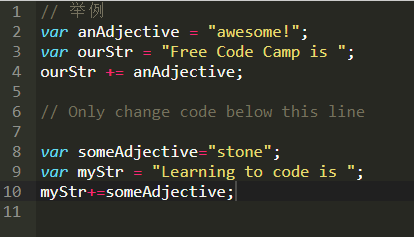 1 // 举例
2 var anAdjective = "awesome!";
3 var ourStr = "Free Code Camp is ";
4 ourStr += anAdjective;
5
6 // Only change code below this line
7
8 var someAdjective="stone";
9 var myStr = "Learning to code is ";
10 myStr+=someAdjective;
11